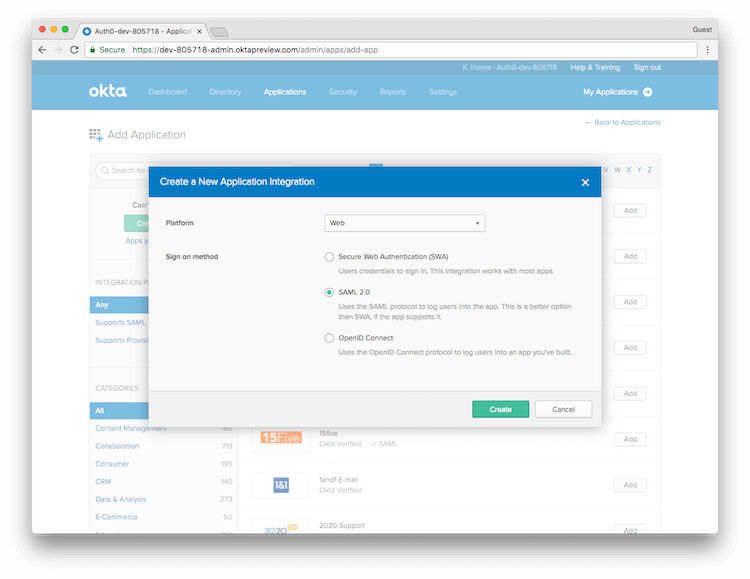 Auth0-dev-805718 - Applicat
Guest
Secure
https://dev-805718-admin.oktapreview.com/admin/apps/add-app
K. Home - Auth0-dev-805718
Help & Training
Sign out
okta
Dashboard
Directory
Applications
Security
Reports
Settings
My Applications
← Back to Applications
Add Application
Search for
V W X Y Z
Can'
Cre
Apps yo
INTEGRATION P
Any
Supports SAML
Supports Provisi
CATEGORIES
All
Content Management 180
Collaboration 713
Consumer 195
CRM 140
Data & Analysis 273
E-Commerce 50
Create a New Application Integration
Platform
Web
Sign on method
Secure Web Authentication (SWA)
Users credentials to sign in. This integration works with most apps.
SAML 2.0
Uses the SAML protocol to log users into the app. This is a better option
than SWA, if the app supports it.
OpenID Connect
Uses the OpenID Connect protocol to log users into an app you've built.
Create
Cancel
Add
Add
Add
Add
Add
15Five
15five
Okta Verified ✓ SAML
Add
1&1
1and1 E-mail
Okta Verified
Add
2020
2020 Support
Add